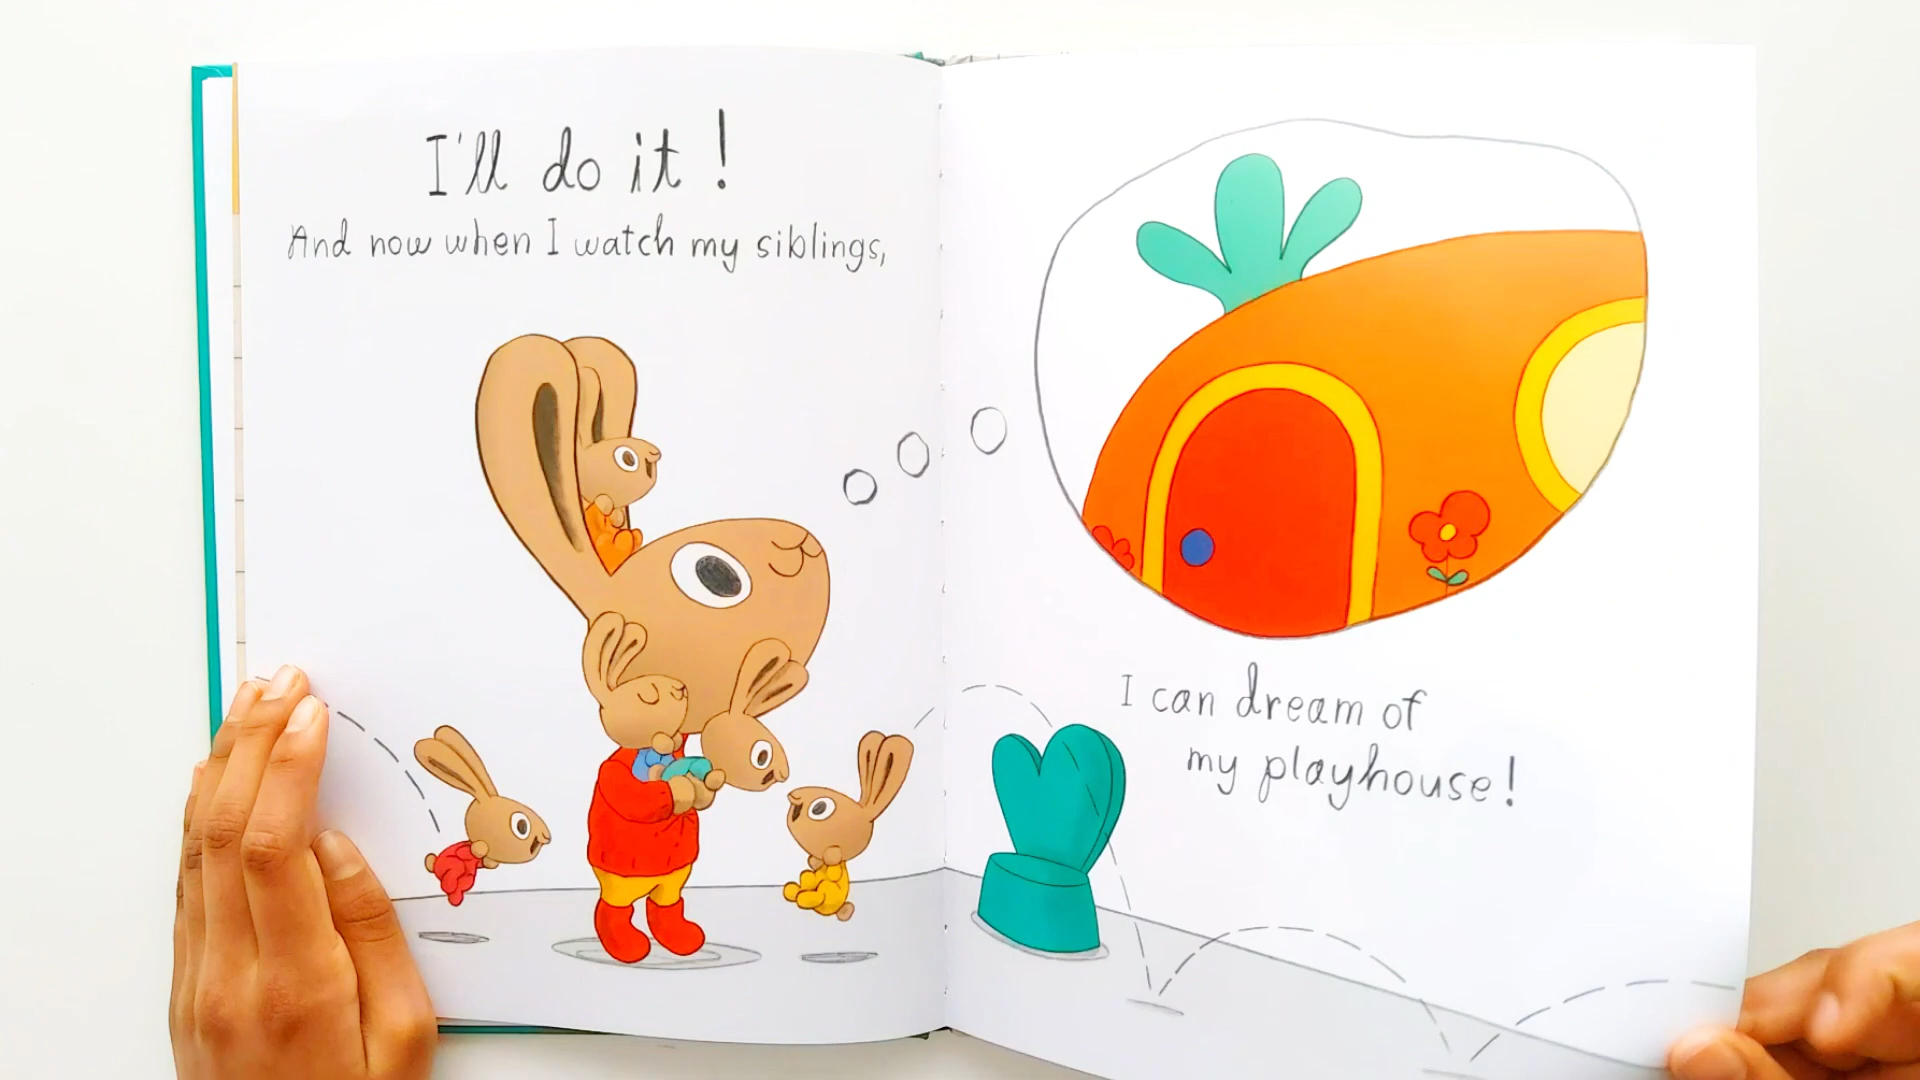 I'll do it!
And now when I watch my siblings,
I can dream of
my playhouse!